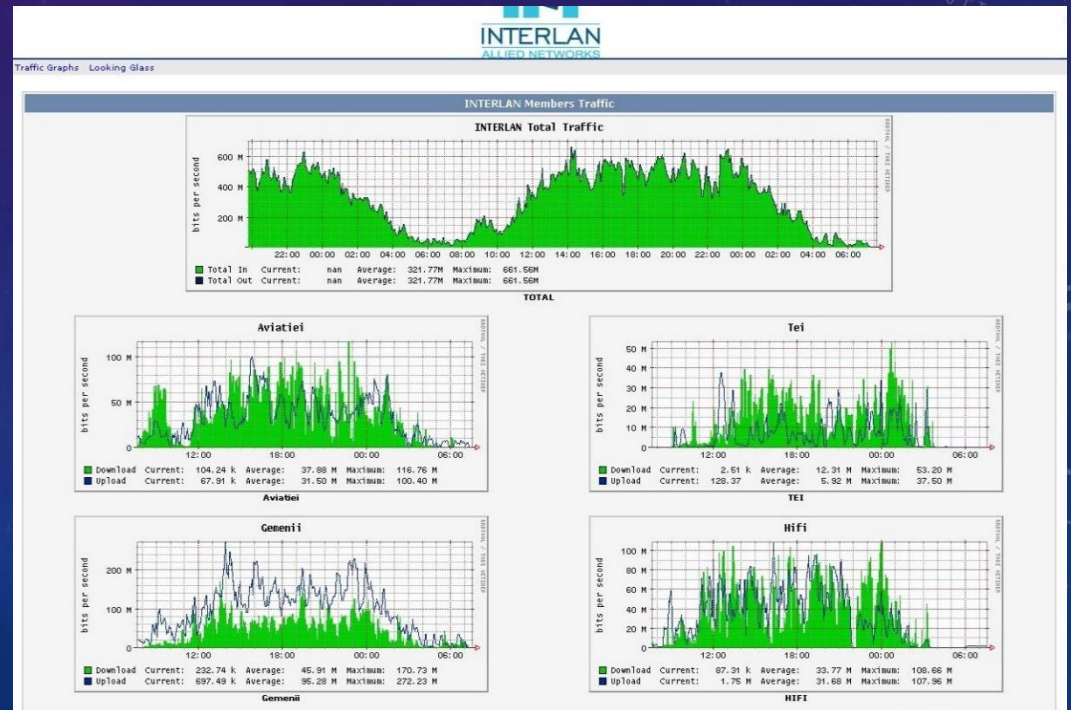 INTERLAN
ALLIED NETWORKS
Traffic Graphs Looking Glass
INTERLAN Members Traffic
INTERLAN Total Traffic
bits per second
600 M
400 M
200 M
22:00 00:00 02:00 04:00 06:00 08:00 10:00 12:00 14:00 16:00 18:00 20:00 22:00 00:00 02:00 04:00 06:00
Total In Current: nan Average: 321.77M Maximum: 661.56M
Total Out Current: nan Average: 321.77M Maximum: 661.56M
TOTAL
Aviatiei
bits per second
100 M
50 M
0
12:00 18:00 00:00 06:00
Download Current: 104.24 k Average: 37.88 M Maximum: 116.76 M
Upload Current: 67.91 k Average: 31.50 M Maximum: 100.40 M
Aviatiei
Tei
bits per second
50 M
40 M
30 M
20 M
10 M
0
12:00 18:00 00:00 06:00
Download Current: 2.51 k Average: 12.31 M Maximum: 53.20 M
Upload Current: 128.37 Average: 5.92 M Maximum: 37.50 M
TEI
Gemenii
bits per second
200 M
100 M
0
12:00 18:00 00:00 06:00
Download Current: 232.74 k Average: 45.91 M Maximum: 170.73 M
Upload Current: 697.49 k Average: 95.28 M Maximum: 272.23 M
Gemenii
Hifi
bits per second
100 M
80 M
60 M
40 M
20 M
0
12:00 18:00 00:00 06:00
Download Current: 87.31 k Average: 33.77 M Maximum: 108.66 M
Upload Current: 1.75 M Average: 31.68 M Maximum: 107.96 M
HIFI